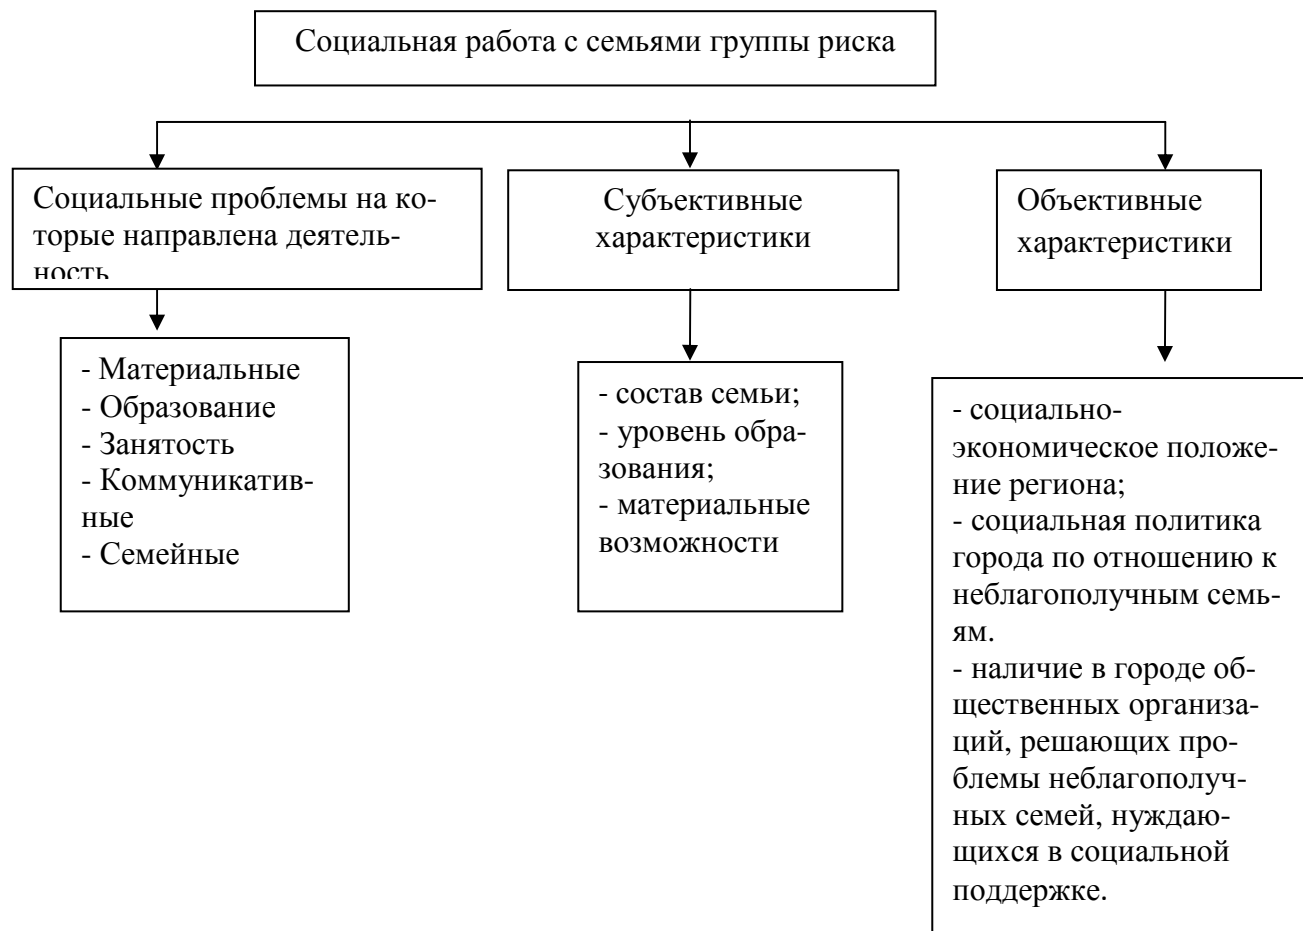 Социальная работа с семьями группы риска
Социальные проблемы на ко-
торые направлена деятель-
ность
Субъективные
характеристики
Объективные
характеристики
- Материальные
- Образование
- Занятость
- Коммуникатив-
ные
- Семейные
- состав семьи;
- уровень обра-
зования;
- материальные
возможности
- социально-
экономическое положе-
ние региона;
- социальная политика
города по отношению к
неблагополучным семь-
ям.
- наличие в городе об-
щественных организа-
ций, решающих про-
блемы неблагополуч-
ных семей, нуждаю-
щихся в социальной
поддержке.